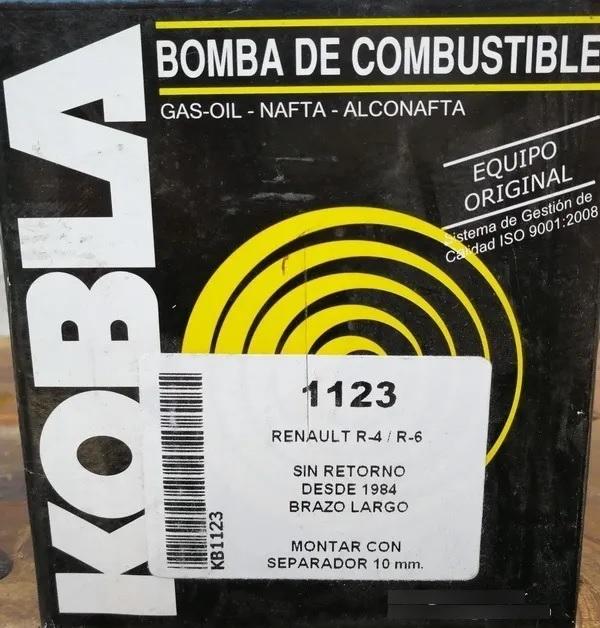 KOBLA
BOMBA DE COMBUSTIBLE
GAS-OIL - NAFTA - ALCONAFTA
EQUIPO
ORIGINAL
Sistema de Gestión de
Calidad ISO 9001:2008
1123
RENAULT R-4 / R-6
SIN RETORNO
DESDE 1984
BRAZO LARGO
MONTAR CON
SEPARADOR 10 mm.
KB1123